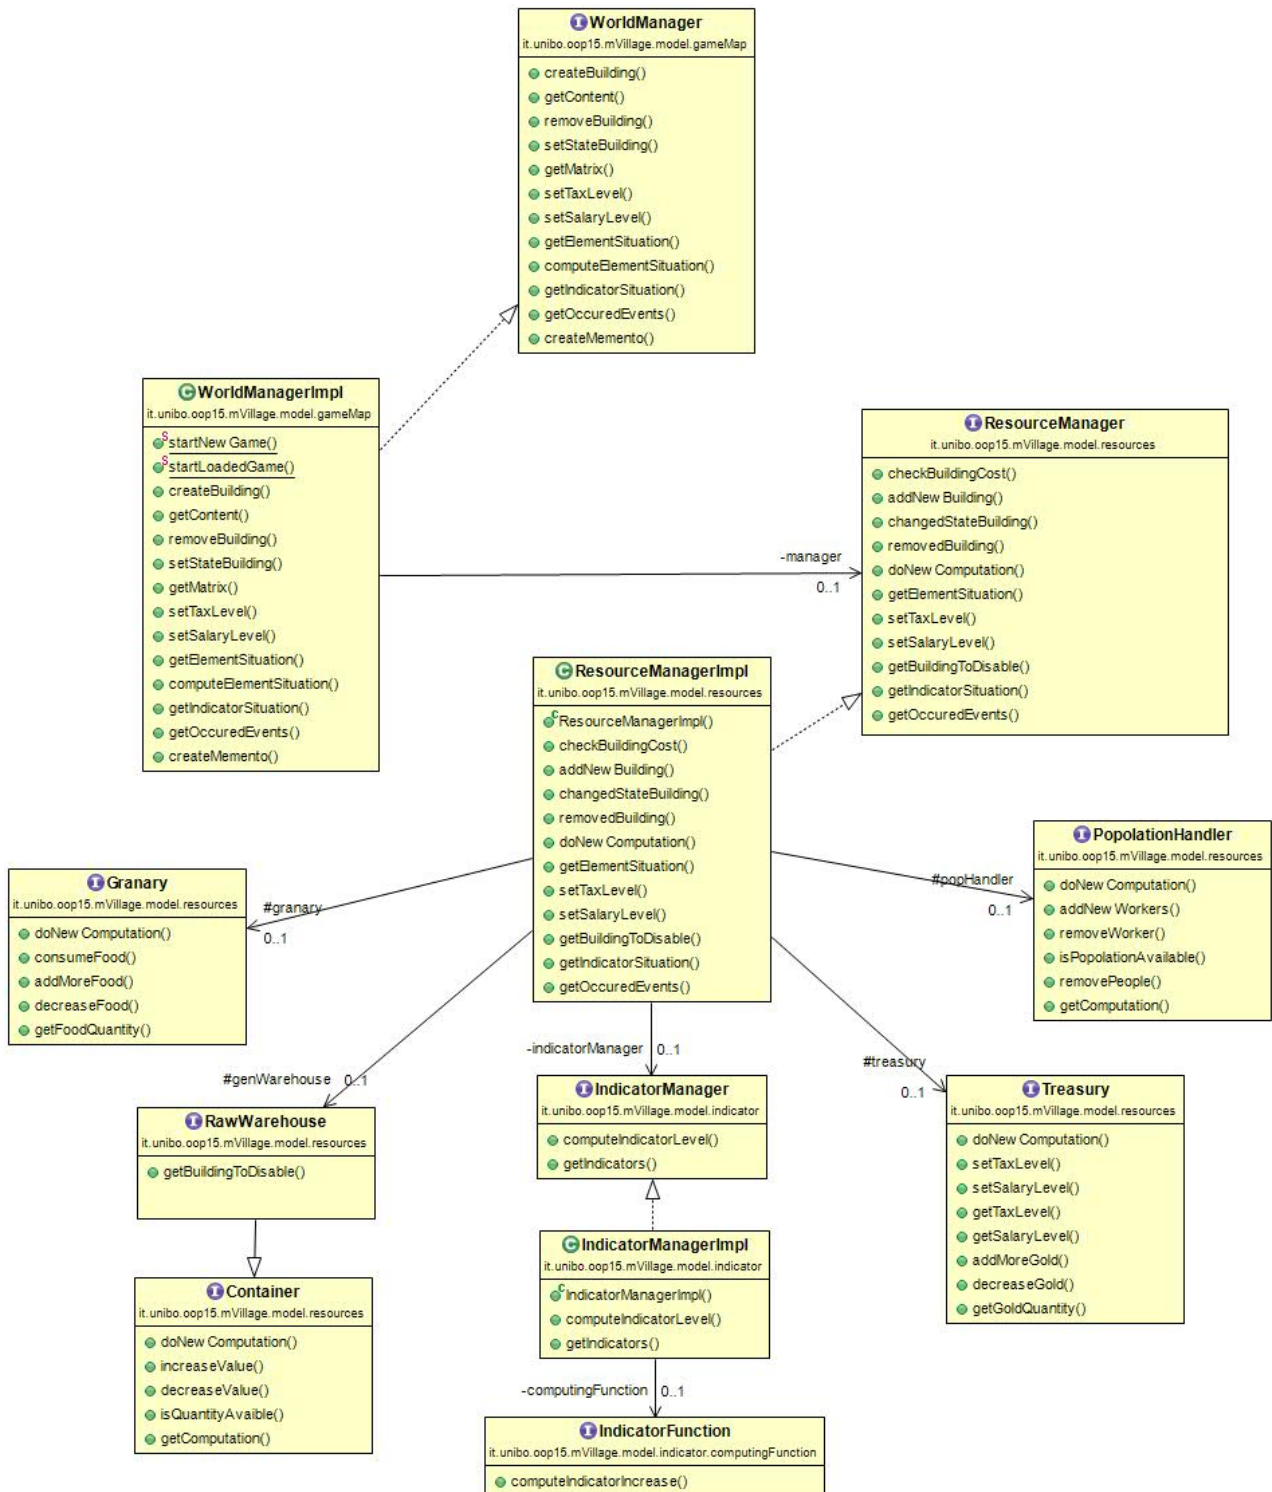 WorldManager
it.unibo.oop15.mVillage.model.gameMap
createBuilding()
getContent()
removeBuilding()
setStateBuilding()
getMatrix()
setTaxLevel()
setSalaryLevel()
getElementSituation()
computeElementSituation()
getIndicatorSituation()
getOccuredEvents()
createMemento()
WorldManagerImpl
it.unibo.oop15.mVillage.model.gameMap
startNewGame()
startLoadedGame()
createBuilding()
getContent()
removeBuilding()
setStateBuilding()
getMatrix()
setTaxLevel()
setSalaryLevel()
getElementSituation()
computeElementSituation()
getIndicatorSituation()
getOccuredEvents()
createMemento()
-manager
0..1
ResourceManager
it.unibo.oop15.mVillage.model.resources
checkBuildingCost()
addNewBuilding()
changedStateBuilding()
removedBuilding()
doNewComputation()
getElementSituation()
setTaxLevel()
setSalaryLevel()
getBuildingToDisable()
getIndicatorSituation()
getOccuredEvents()
ResourceManagerImpl
it.unibo.oop15.mVillage.model.resources
ResourceManagerImpl()
checkBuildingCost()
addNewBuilding()
changedStateBuilding()
removedBuilding()
doNewComputation()
getElementSituation()
setTaxLevel()
setSalaryLevel()
getBuildingToDisable()
getIndicatorSituation()
getOccuredEvents()
#granary
0..1
Granary
it.unibo.oop15.mVillage.model.resources
doNewComputation()
consumeFood()
addMoreFood()
decreaseFood()
getFoodQuantity()
#popHandler
0..1
PopolationHandler
it.unibo.oop15.mVillage.model.resources
doNewComputation()
addNewWorkers()
removeWorker()
isPopolationAvailable()
removePeople()
getComputation()
#genWarehouse
0..1
RawWarehouse
it.unibo.oop15.mVillage.model.resources
getBuildingToDisable()
-indicatorManager
0..1
IndicatorManager
it.unibo.oop15.mVillage.model.indicator
computeIndicatorLevel()
getIndicators()
#treasury
0..1
Treasury
it.unibo.oop15.mVillage.model.resources
doNewComputation()
setTaxLevel()
setSalaryLevel()
getTaxLevel()
getSalaryLevel()
addMoreGold()
decreaseGold()
getGoldQuantity()
Container
it.unibo.oop15.mVillage.model.resources
doNewComputation()
increaseValue()
decreaseValue()
isQuantityAvaible()
getComputation()
IndicatorManagerImpl
it.unibo.oop15.mVillage.model.indicator
IndicatorManagerImpl()
computeIndicatorLevel()
getIndicators()
-computingFunction
0..1
IndicatorFunction
it.unibo.oop15.mVillage.model.indicator.computingFunction
computeIndicatorIncrease()